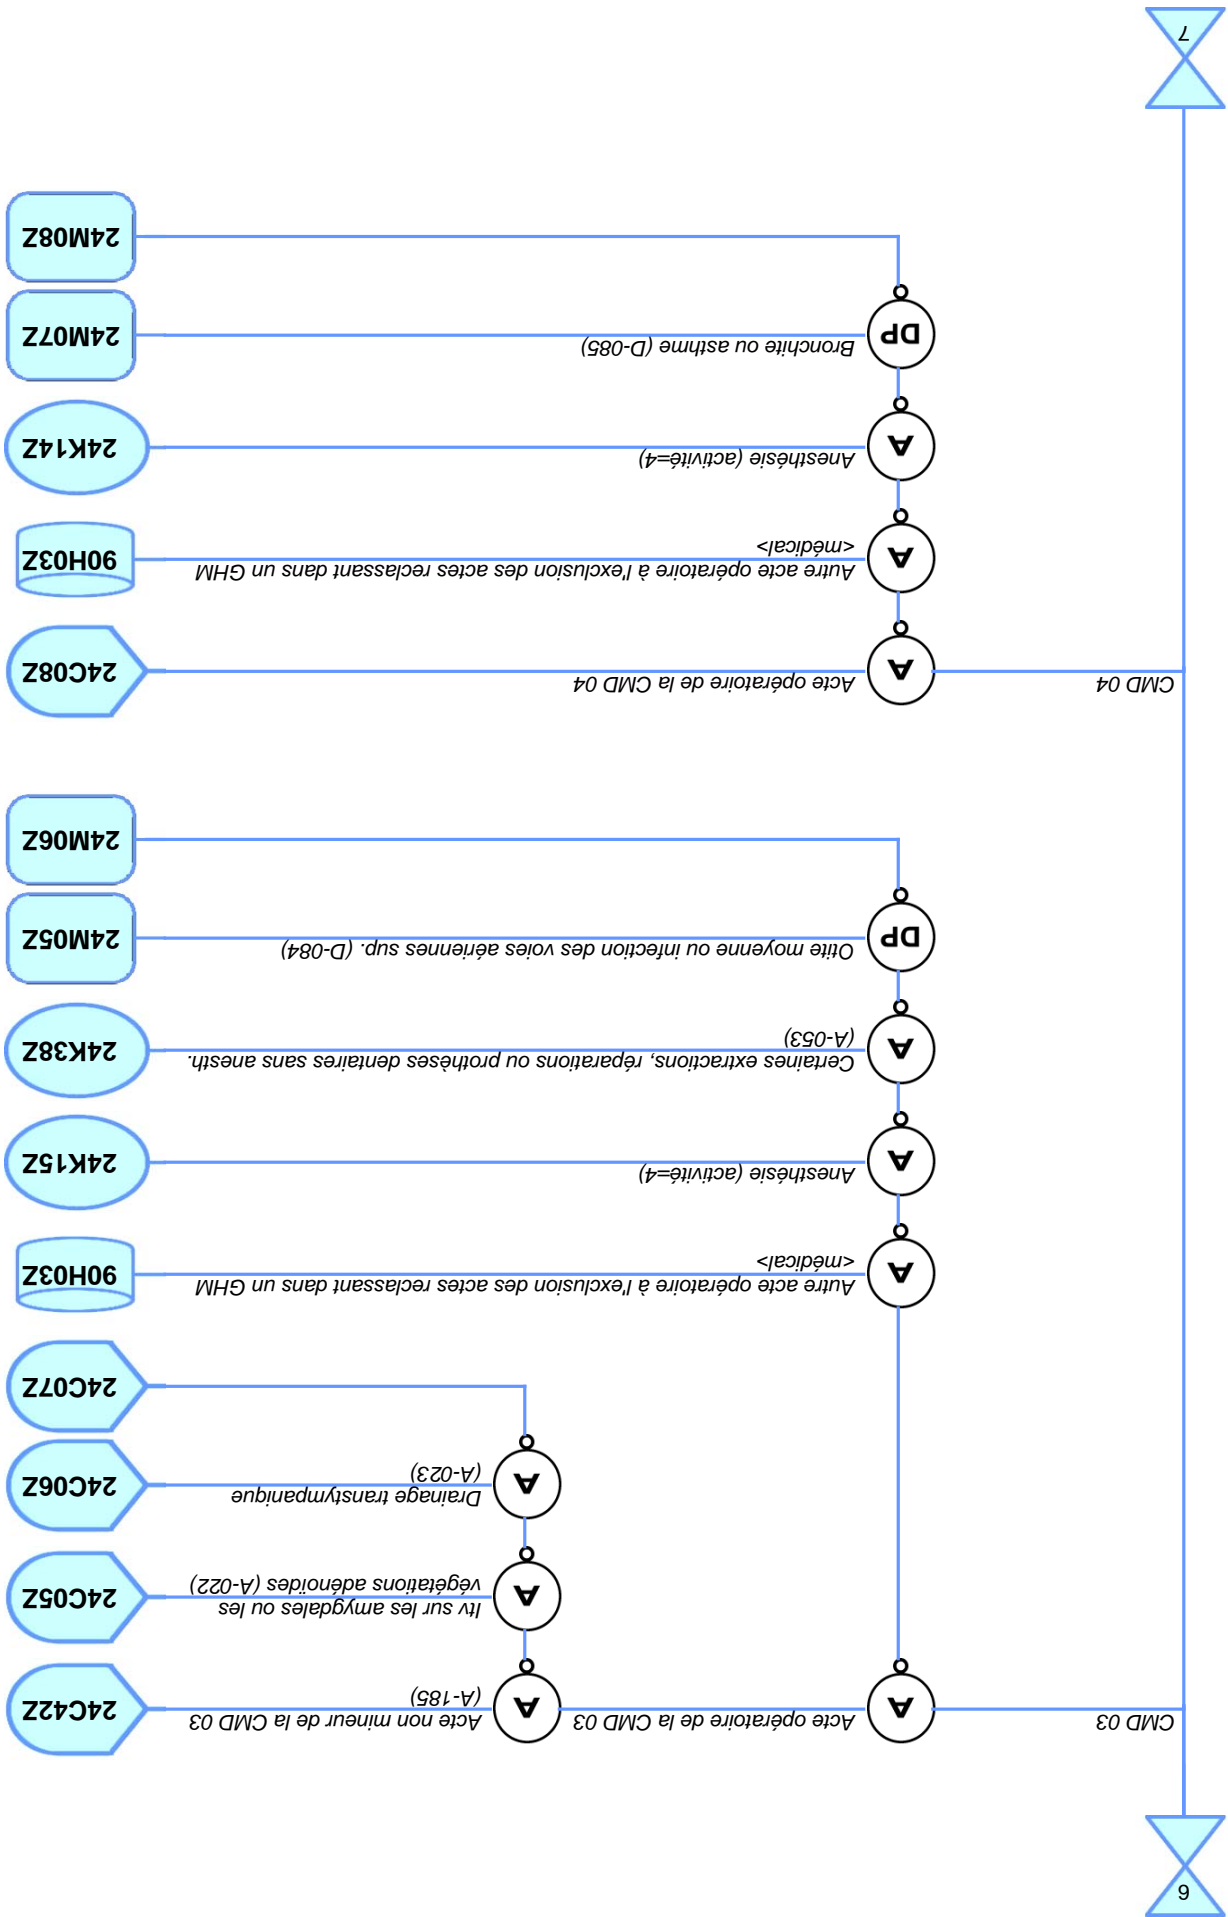 6
CMD 03
A
Acte opératoire de la CMD 03
A
Acte non mineur de la CMD 03
(A-185)
24C42Z
A
Itv sur les amygdales ou les
végétations adénoïdes (A-022)
24C05Z
A
Drainage transtympanique
(A-023)
24C06Z
24C07Z
A
Autre acte opératoire à l'exclusion des actes reclassant dans un GHM
<médical>
90H03Z
A
Anesthésie (activité=4)
24K15Z
A
Certaines extractions, réparations ou prothèses dentaires sans anesth.
(A-053)
24K38Z
DP
Otite moyenne ou infection des voies aériennes sup. (D-084)
24M05Z
24M06Z
CMD 04
A
Acte opératoire de la CMD 04
24C08Z
A
Autre acte opératoire à l'exclusion des actes reclassant dans un GHM
<médical>
90H03Z
A
Anesthésie (activité=4)
24K14Z
DP
Bronchite ou asthme (D-085)
24M07Z
24M08Z
7